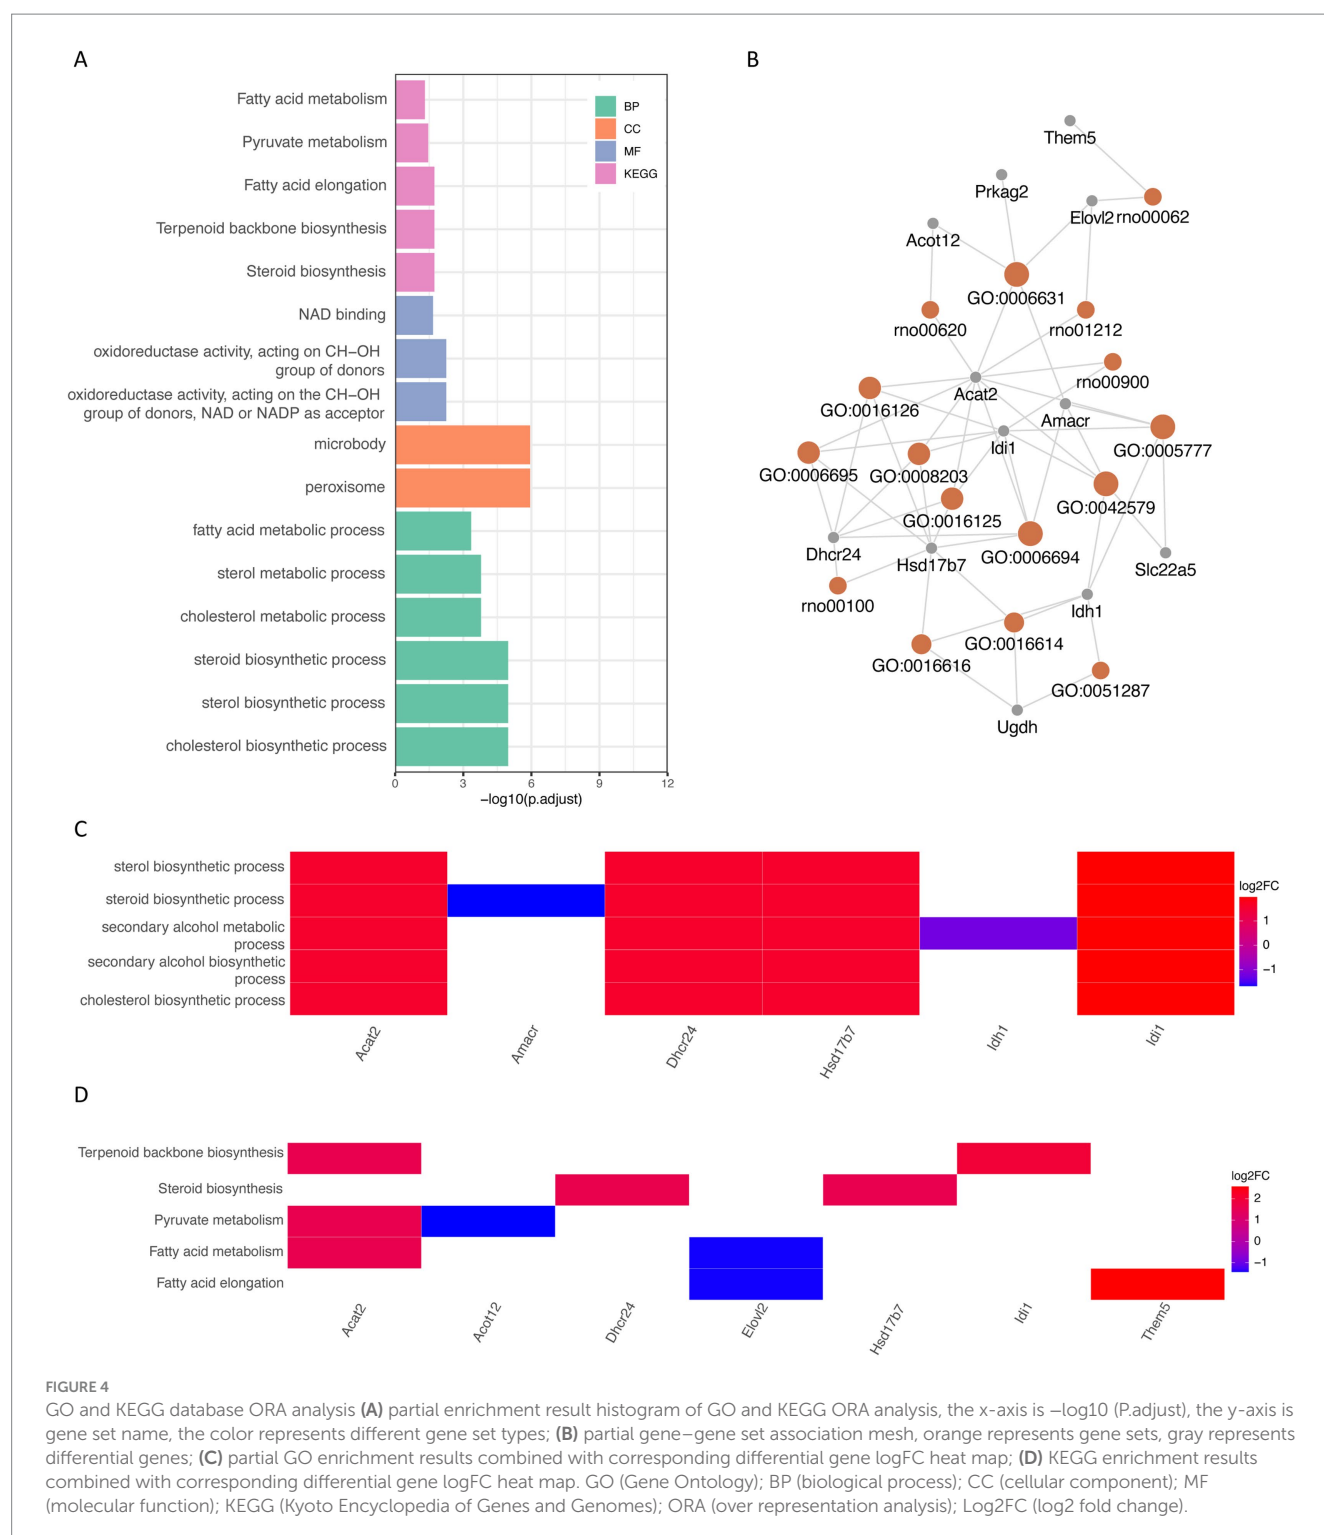 A
Fatty acid metabolism
Pyruvate metabolism
Fatty acid elongation
Terpenoid backbone biosynthesis
Steroid biosynthesis
NAD binding
oxidoreductase activity, acting on CH−OH
group of donors
oxidoreductase activity, acting on the CH−OH
group of donors, NAD or NADP as acceptor
microbody
peroxisome
fatty acid metabolic process
sterol metabolic process
cholesterol metabolic process
steroid biosynthetic process
sterol biosynthetic process
cholesterol biosynthetic process
BP
CC
MF
KEGG
0 3 6 9 12
−log10(p.adjust)
B
Them5
Prkag2
Elovl2 rno00062
Acot12
GO:0006631
rno00620 rno01212
rno00900
Acat2
GO:0016126 Amacr
Idi1 GO:0005777
GO:0006695 GO:0008203
GO:0042579
GO:0016125
Dhcr24 Hsd17b7 GO:0006694
Slc22a5
rno00100 Idh1
GO:0016614
GO:0016616
GO:0051287
Ugdh
C
sterol biosynthetic process
steroid biosynthetic process
secondary alcohol metabolic
process
secondary alcohol biosynthetic
process
cholesterol biosynthetic process
Acat2 Amacr Dhcr24 Hsd17b7 Idh1 Idi1
log2FC
1
0
−1
D
Terpenoid backbone biosynthesis
Steroid biosynthesis
Pyruvate metabolism
Fatty acid metabolism
Fatty acid elongation
Acat2 Acot12 Dhcr24 Elovl2 Hsd17b7 Idi1 Them5
log2FC
2
1
0
−1
FIGURE 4
GO and KEGG database ORA analysis (A) partial enrichment result histogram of GO and KEGG ORA analysis, the x-axis is −log10 (P.adjust), the y-axis is
gene set name, the color represents different gene set types; (B) partial gene–gene set association mesh, orange represents gene sets, gray represents
differential genes; (C) partial GO enrichment results combined with corresponding differential gene logFC heat map; (D) KEGG enrichment results
combined with corresponding differential gene logFC heat map. GO (Gene Ontology); BP (biological process); CC (cellular component); MF
(molecular function); KEGG (Kyoto Encyclopedia of Genes and Genomes); ORA (over representation analysis); Log2FC (log2 fold change).